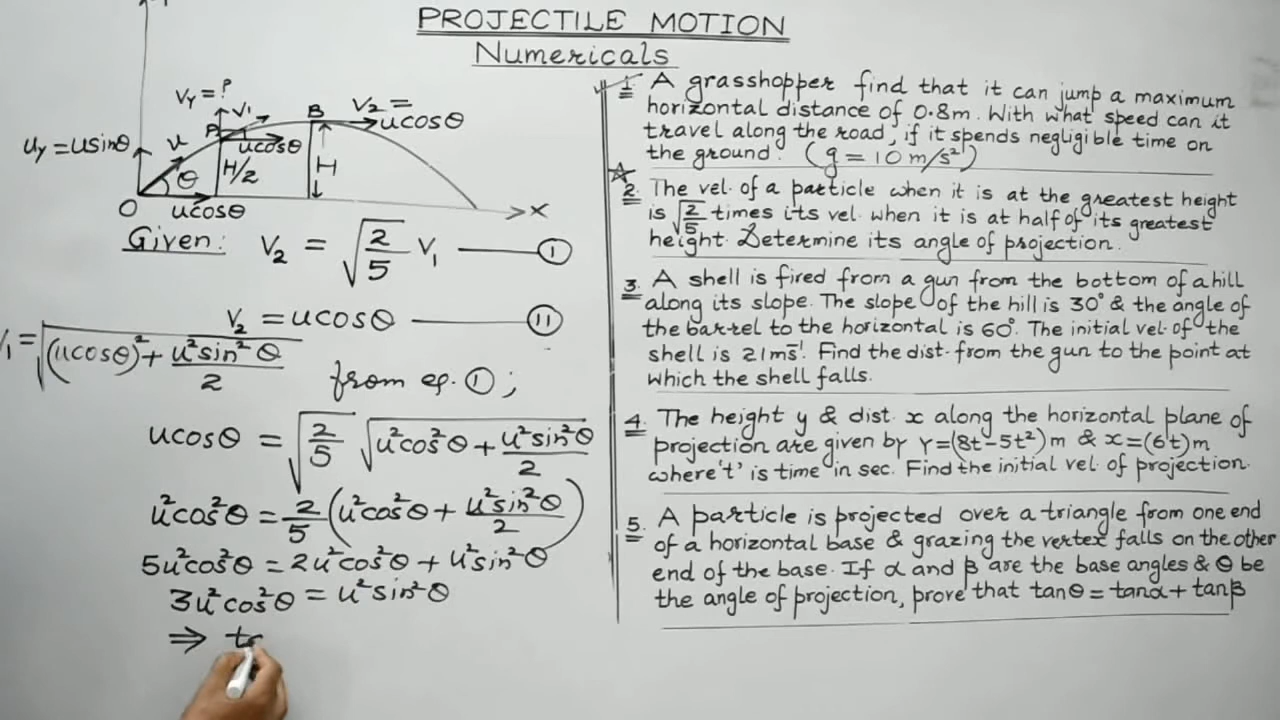 PROJECTILE MOTION
Numericals
Y
V_Y = ?
V_1
P
B
V_2 =
ucosθ
u_Y = usinθ
u
ucosθ
θ
H/2
H
O
ucosθ
X
Given: V_2 = √(2/5) V_1 —— (I)
V_2 = ucosθ —— (II)
V_1 = √((ucosθ)² + u²sin²θ/2)
from eq. (I) ;
ucosθ = √(2/5) √(u²cos²θ + u²sin²θ/2)
u²cos²θ = 2/5 (u²cos²θ + u²sin²θ/2)
5u²cos²θ = 2u²cos²θ + u²sin²θ
3u²cos²θ = u²sin²θ
⇒ ta
1. A grasshopper find that it can jump a maximum
horizontal distance of 0.8m. With what speed can it
travel along the road, if it spends negligible time on
the ground. (g = 10 m/s²)
2. The vel. of a particle when it is at the greatest height
is √(2/5) times its vel. when it is at half of its greatest
height. Determine its angle of projection.
3. A shell is fired from a gun from the bottom of a hill
along its slope. The slope of the hill is 30° & the angle of
the barrel to the horizontal is 60°. The initial vel. of the
shell is 21ms⁻¹. Find the dist. from the gun to the point at
which the shell falls.
4. The height y & dist. x along the horizontal plane of
projection are given by Y=(8t-5t²)m & x=(6t)m
where 't' is time in sec. Find the initial vel. of projection.
5. A particle is projected over a triangle from one end
of a horizontal base & grazing the vertex falls on the other
end of the base. If α and β are the base angles & θ be
the angle of projection, prove that tanθ = tanα + tanβ